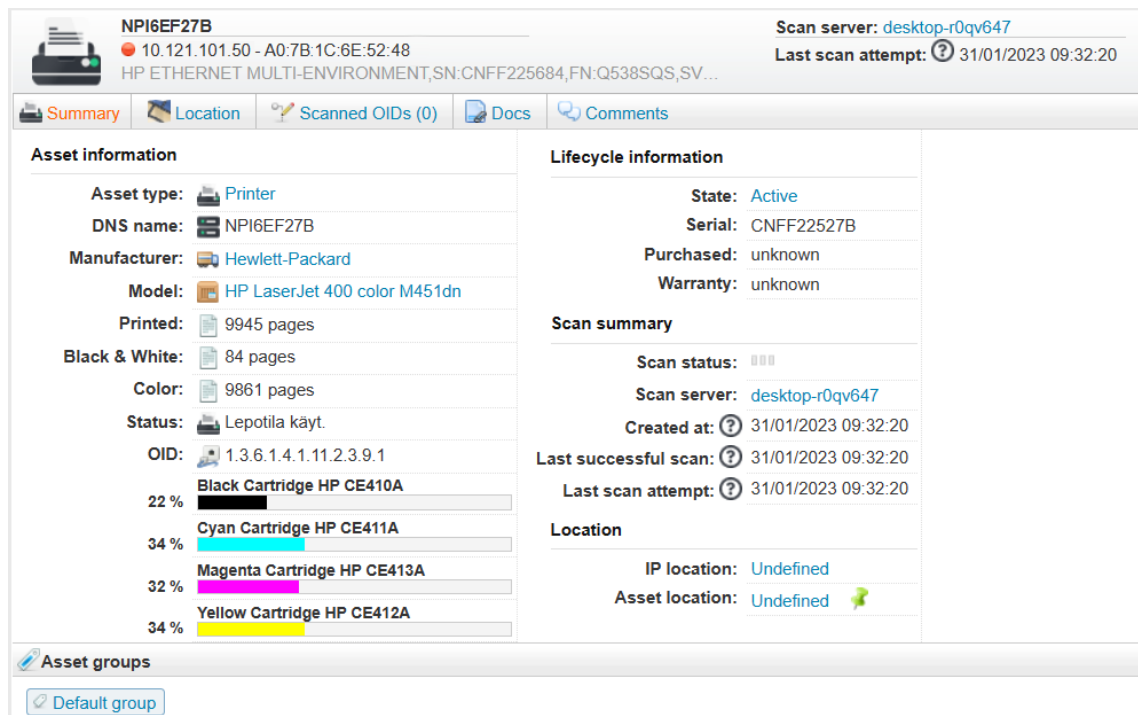 NPI6EF27B
10.121.101.50 - A0:7B:1C:6E:52:48
HP ETHERNET MULTI-ENVIRONMENT,SN:CNFF225684,FN:Q538SQS,SV...
Scan server: desktop-r0qv647
Last scan attempt: ? 31/01/2023 09:32:20
Summary Location Scanned OIDs (0) Docs Comments
Asset information
Asset type: Printer
DNS name: NPI6EF27B
Manufacturer: Hewlett-Packard
Model: HP LaserJet 400 color M451dn
Printed: 9945 pages
Black & White: 84 pages
Color: 9861 pages
Status: Lepotila käyt.
OID: 1.3.6.1.4.1.11.2.3.9.1
Black Cartridge HP CE410A
22 %
Cyan Cartridge HP CE411A
34 %
Magenta Cartridge HP CE413A
32 %
Yellow Cartridge HP CE412A
34 %
Lifecycle information
State: Active
Serial: CNFF22527B
Purchased: unknown
Warranty: unknown
Scan summary
Scan status:
Scan server: desktop-r0qv647
Created at: ? 31/01/2023 09:32:20
Last successful scan: ? 31/01/2023 09:32:20
Last scan attempt: ? 31/01/2023 09:32:20
Location
IP location: Undefined
Asset location: Undefined
Asset groups
Default group